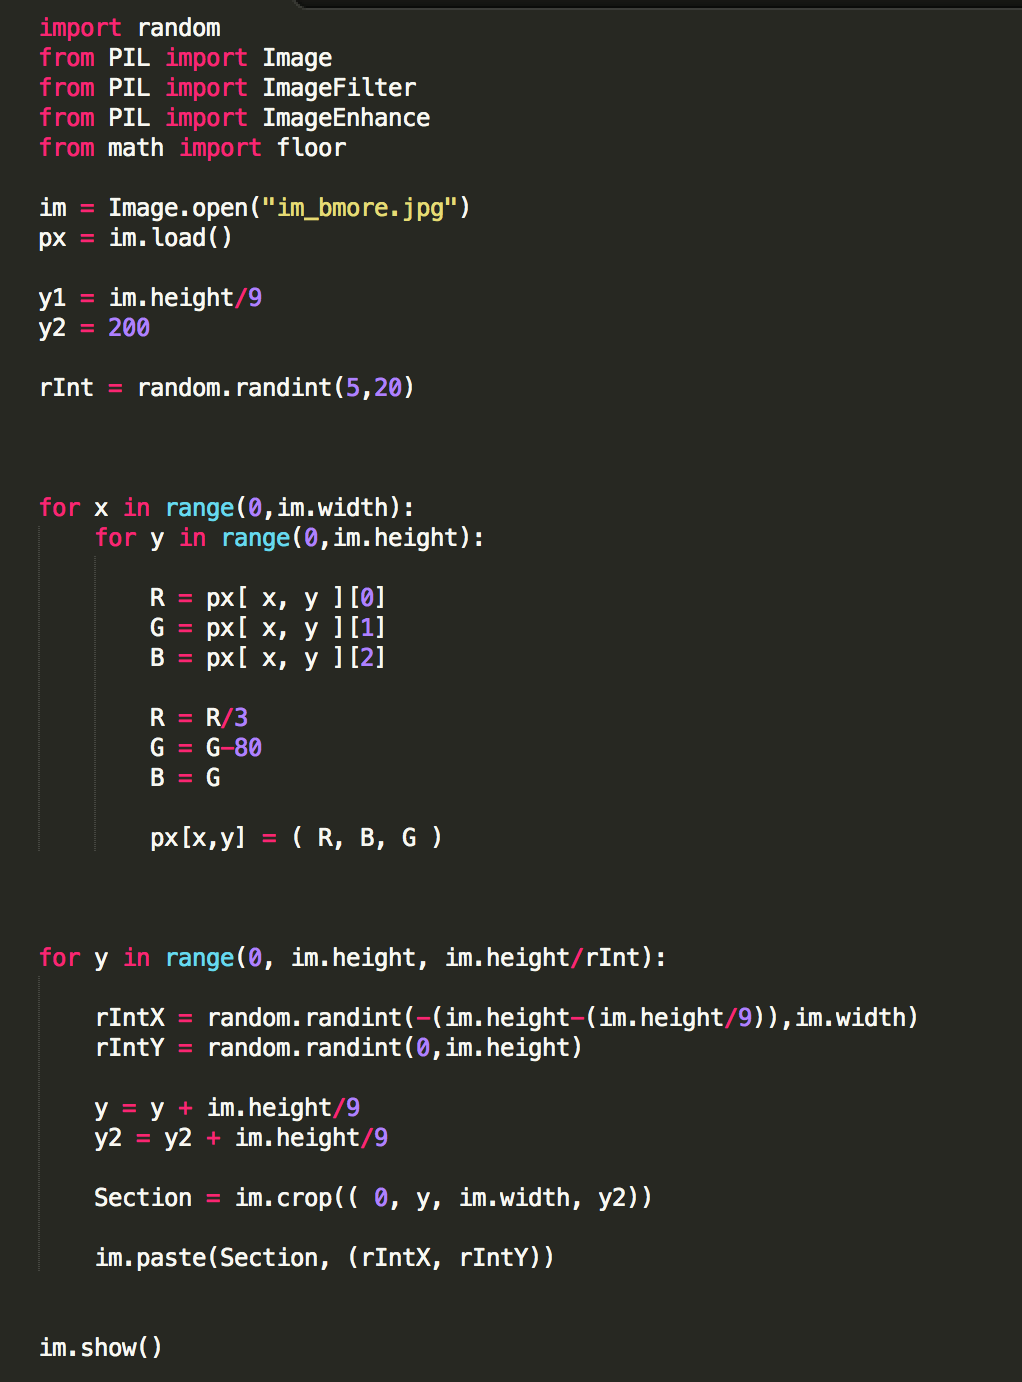 import random
from PIL import Image
from PIL import ImageFilter
from PIL import ImageEnhance
from math import floor
im = Image.open("im_bmore.jpg")
px = im.load()
y1 = im.height/9
y2 = 200
rInt = random.randint(5,20)
for x in range(0,im.width):
for y in range(0,im.height):
R = px[ x, y ][0]
G = px[ x, y ][1]
B = px[ x, y ][2]
R = R/3
G = G-80
B = G
px[x,y] = ( R, B, G )
for y in range(0, im.height, im.height/rInt):
rIntX = random.randint(-(im.height-(im.height/9)),im.width)
rIntY = random.randint(0,im.height)
y = y + im.height/9
y2 = y2 + im.height/9
Section = im.crop(( 0, y, im.width, y2))
im.paste(Section, (rIntX, rIntY))
im.show()